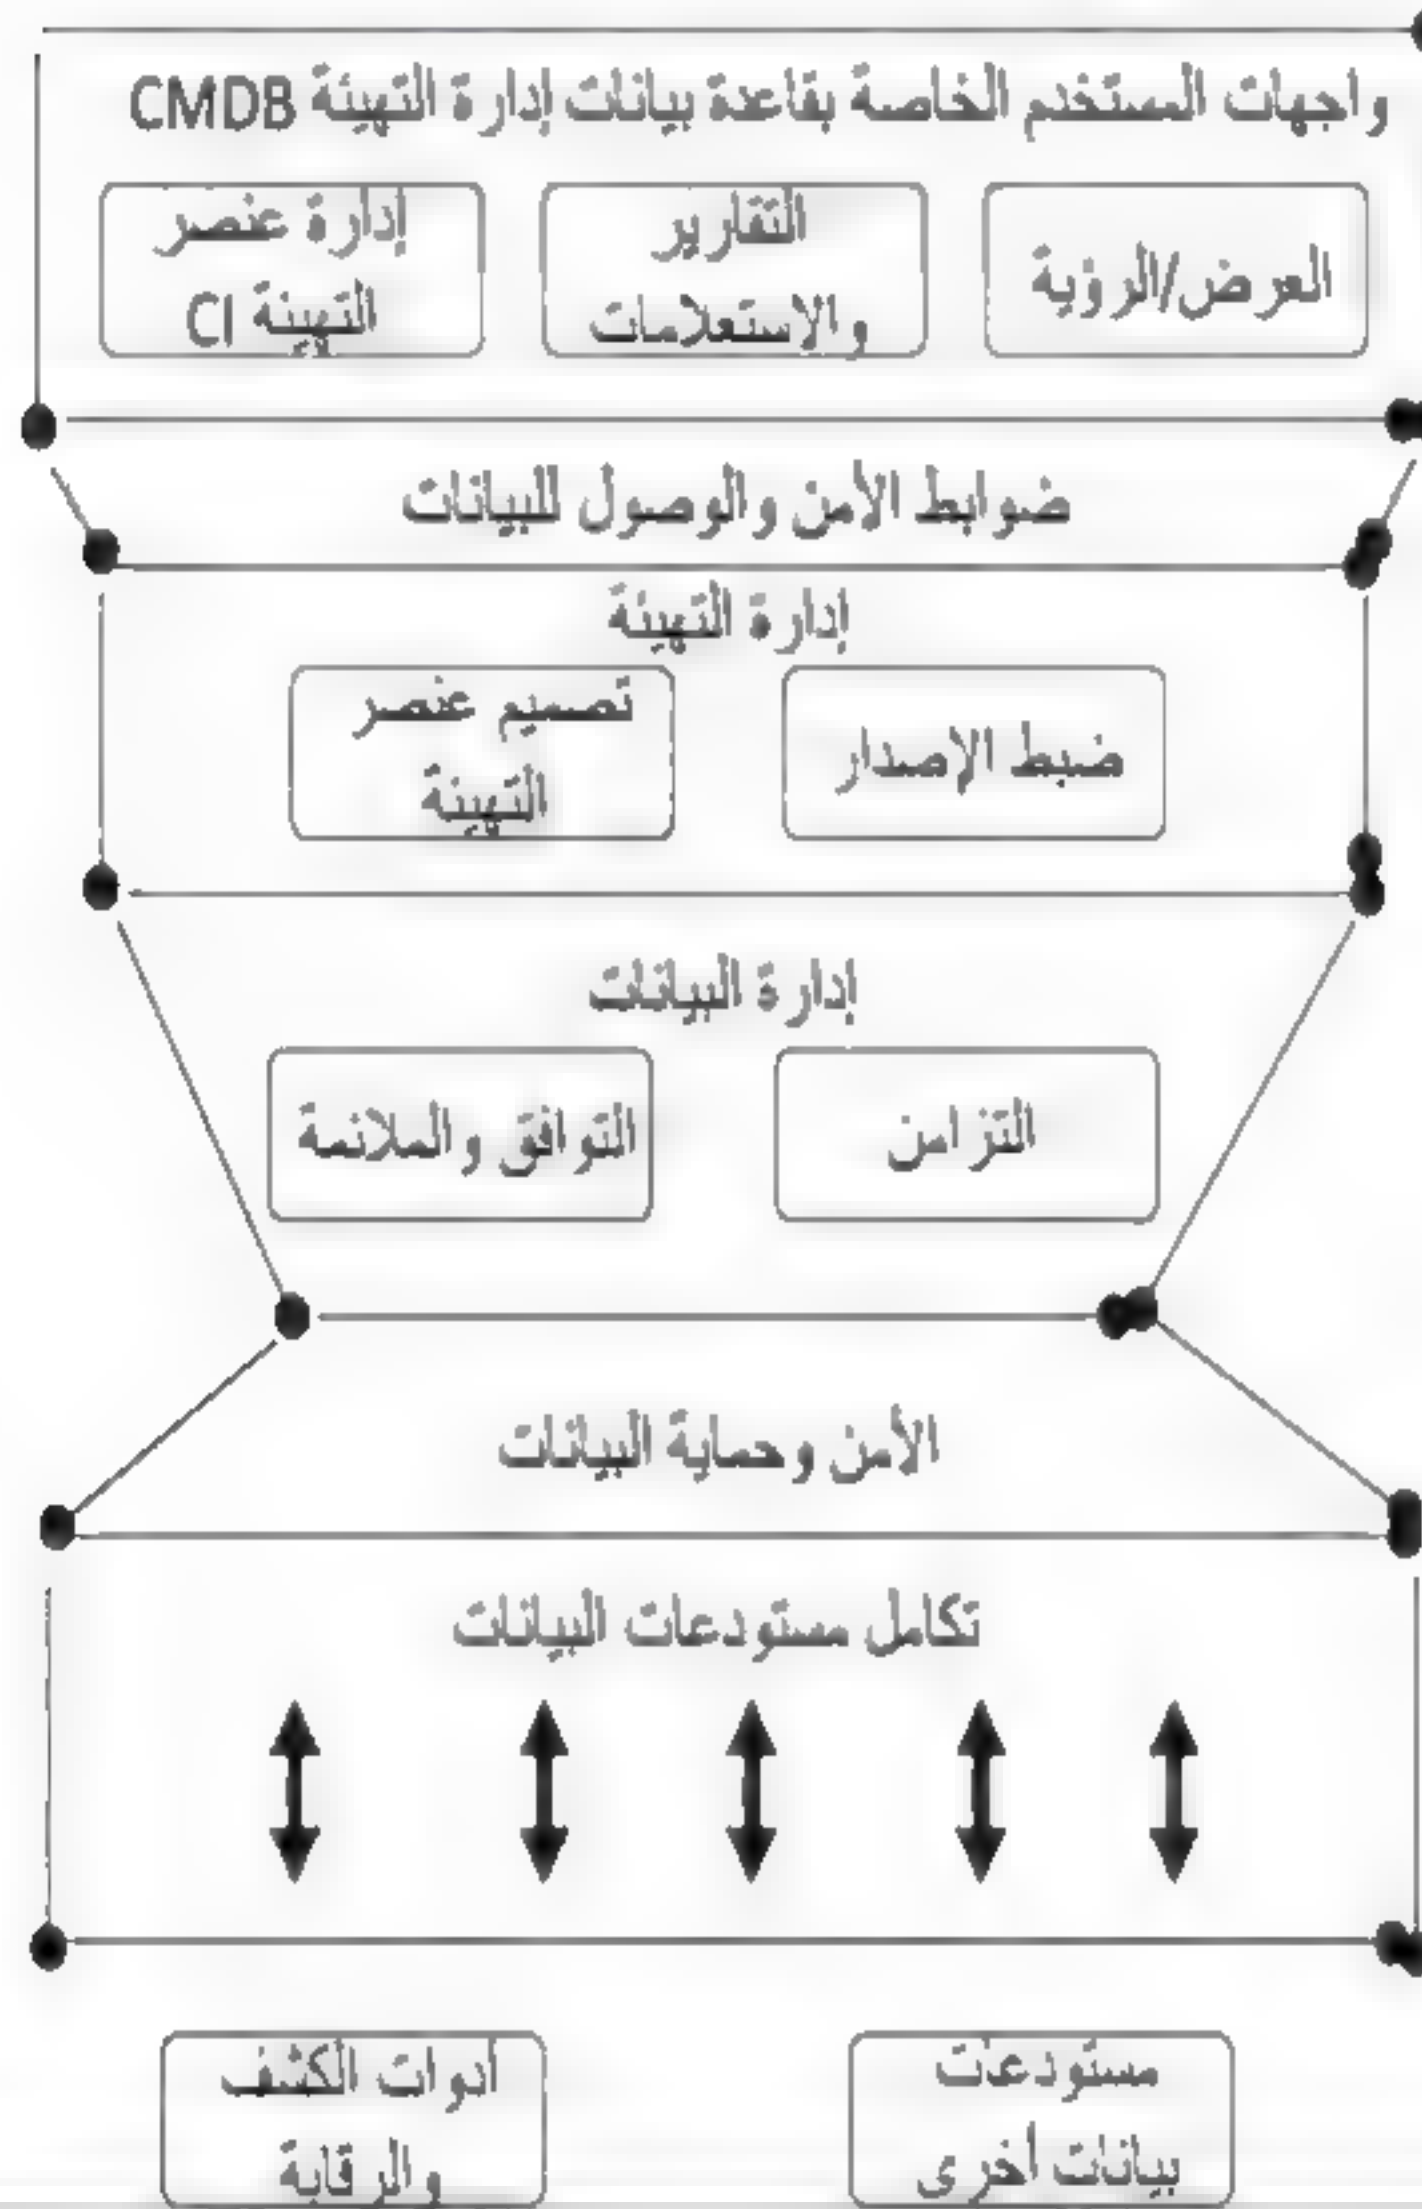 واجهات المستخدم الخاصة بقاعدة بيانات إدارة التهيئة CMDB
العرض/الرؤية
التقارير
والإستعلامات
إدارة عنصر
التهيئة CI
ضوابط الأمن والوصول للبيانات
إدارة التهيئة
ضبط الإصدار
تصميم عنصر
التهيئة
إدارة البيانات
التزامن
التوافق والملائمة
الأمن وحماية البيانات
تكامل مستودعات البيانات
مستودعات
بيانات أخرى
أدوات الكشف
والرقابة